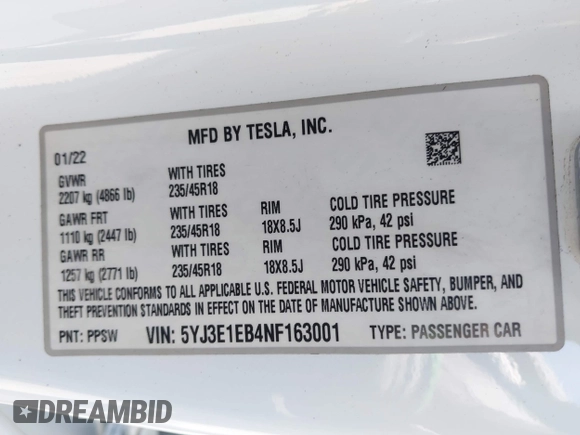 MFD BY TESLA, INC.
01/22
GVWR WITH TIRES
2207 kg (4866 lb) 235/45R18
GAWR FRT WITH TIRES RIM COLD TIRE PRESSURE
1110 kg (2447 lb) 235/45R18 18X8.5J 290 kPa, 42 psi
GAWR RR WITH TIRES RIM COLD TIRE PRESSURE
1257 kg (2771 lb) 235/45R18 18X8.5J 290 kPa, 42 psi
THIS VEHICLE CONFORMS TO ALL APPLICABLE U.S. FEDERAL MOTOR VEHICLE SAFETY, BUMPER, AND
THEFT PREVENTION STANDARDS IN EFFECT ON THE DATE OF MANUFACTURE SHOWN ABOVE.
PNT: PPSW VIN: 5YJ3E1EB4NF163001 TYPE: PASSENGER CAR
DREAMBID